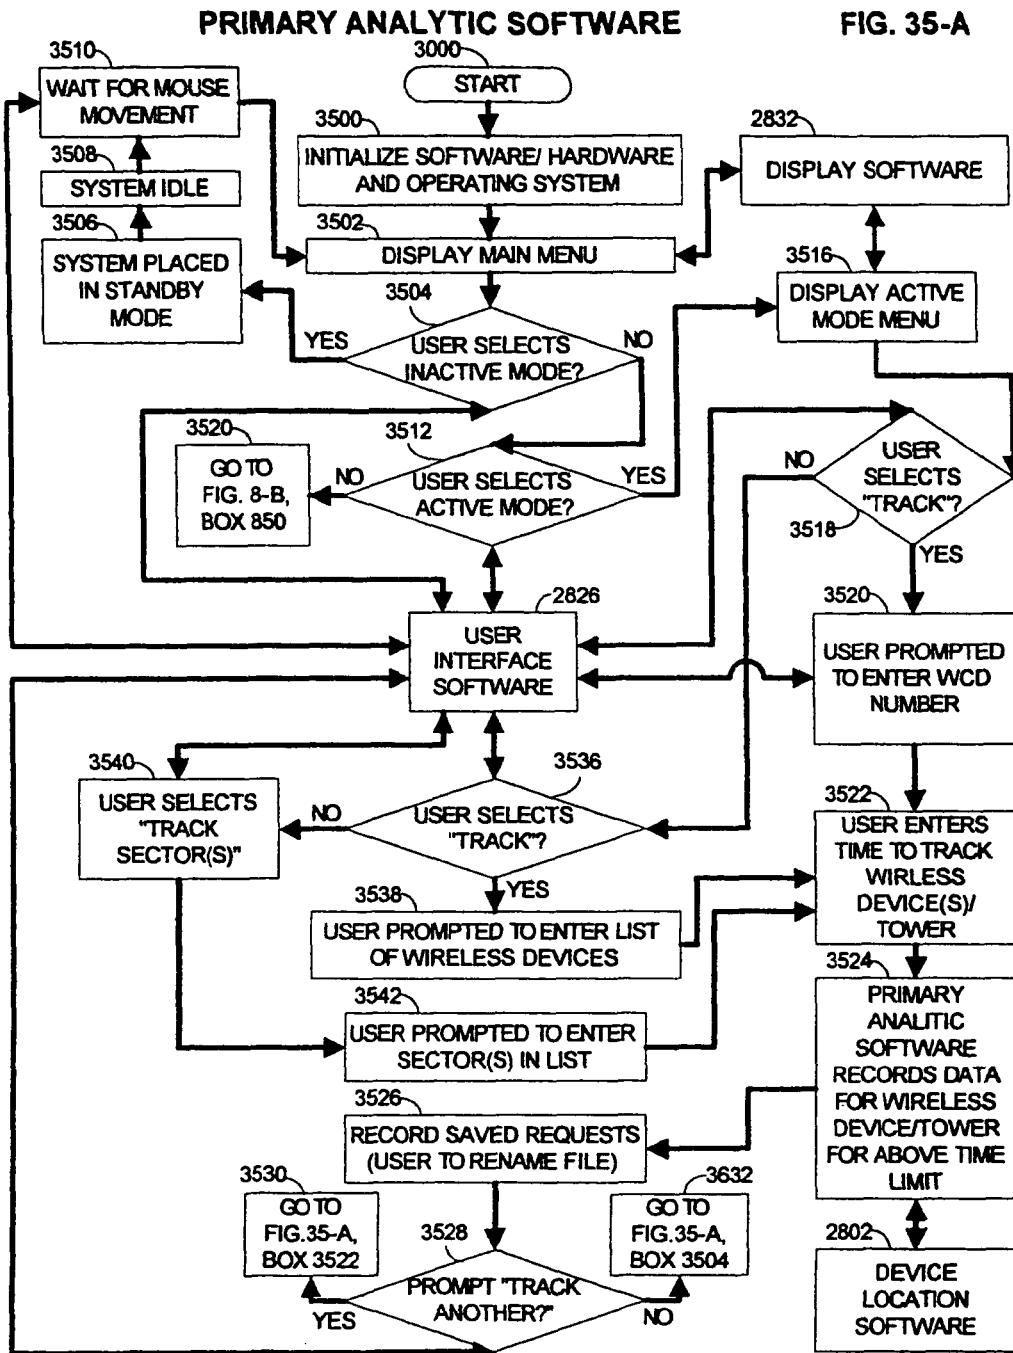 PRIMARY ANALYTIC SOFTWARE
FIG. 35-A
3510
WAIT FOR MOUSE
MOVEMENT
3508
SYSTEM IDLE
3506
SYSTEM PLACED
IN STANDBY
MODE
3000
START
3500
INITIALIZE SOFTWARE/ HARDWARE
AND OPERATING SYSTEM
3502
DISPLAY MAIN MENU
2832
DISPLAY SOFTWARE
3516
DISPLAY ACTIVE
MODE MENU
3504
YES
USER SELECTS
INACTIVE MODE?
NO
3520
GO TO
FIG. 8-B,
BOX 850
NO
3512
USER SELECTS
ACTIVE MODE?
YES
NO
USER
SELECTS
"TRACK"?
3518
YES
2826
USER
INTERFACE
SOFTWARE
3520
USER PROMPTED
TO ENTER WCD
NUMBER
3540
USER SELECTS
"TRACK
SECTOR(S)"
NO
3536
USER SELECTS
"TRACK"?
YES
3522
USER ENTERS
TIME TO TRACK
WIRLESS
DEVICE(S)/
TOWER
3538
USER PROMPTED TO ENTER LIST
OF WIRELESS DEVICES
3542
USER PROMPTED TO ENTER
SECTOR(S) IN LIST
3524
PRIMARY
ANALITIC
SOFTWARE
RECORDS DATA
FOR WIRELESS
DEVICE/TOWER
FOR ABOVE TIME
LIMIT
3526
RECORD SAVED REQUESTS
(USER TO RENAME FILE)
3530
GO TO
FIG.35-A,
BOX 3522
3528
PROMPT "TRACK
ANOTHER?"
YES
NO
3632
GO TO
FIG.35-A,
BOX 3504
2802
DEVICE
LOCATION
SOFTWARE